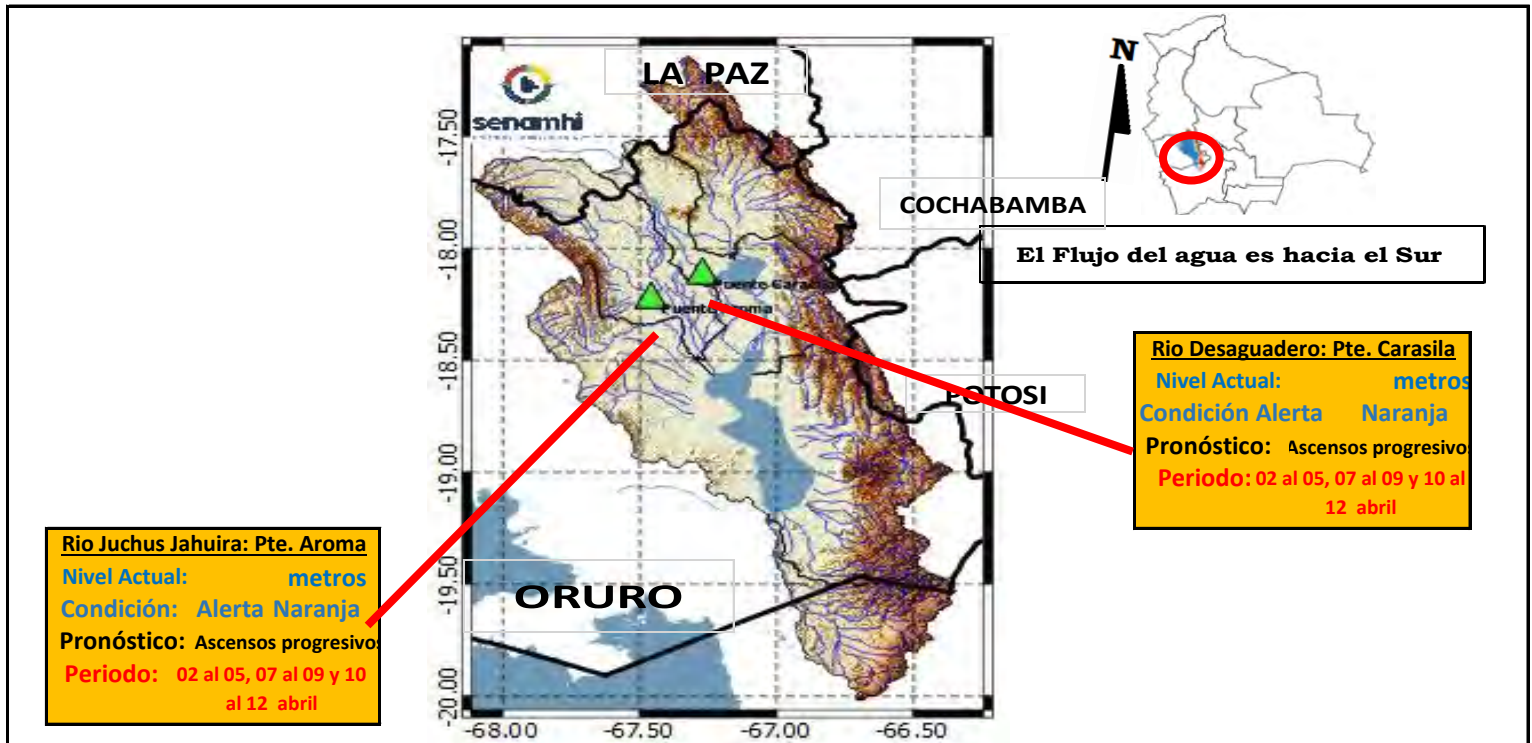 LA PAZ
senamhi
N
COCHABAMBA
El Flujo del agua es hacia el Sur
POTOSI
ORURO
Rio Desaguadero: Pte. Carasila
Nivel Actual: metros
Condición Alerta Naranja
Pronóstico: Ascensos progresivo
Periodo: 02 al 05, 07 al 09 y 10 al
12 abril
Rio Juchus Jahuira: Pte. Aroma
Nivel Actual: metros
Condición: Alerta Naranja
Pronóstico: Ascensos progresivo
Periodo: 02 al 05, 07 al 09 y 10
al 12 abril
Puente
Puente
-17.50
-18.00
-18.50
-19.00
-19.50
-20.00
-68.00 -67.50 -67.00 -66.50